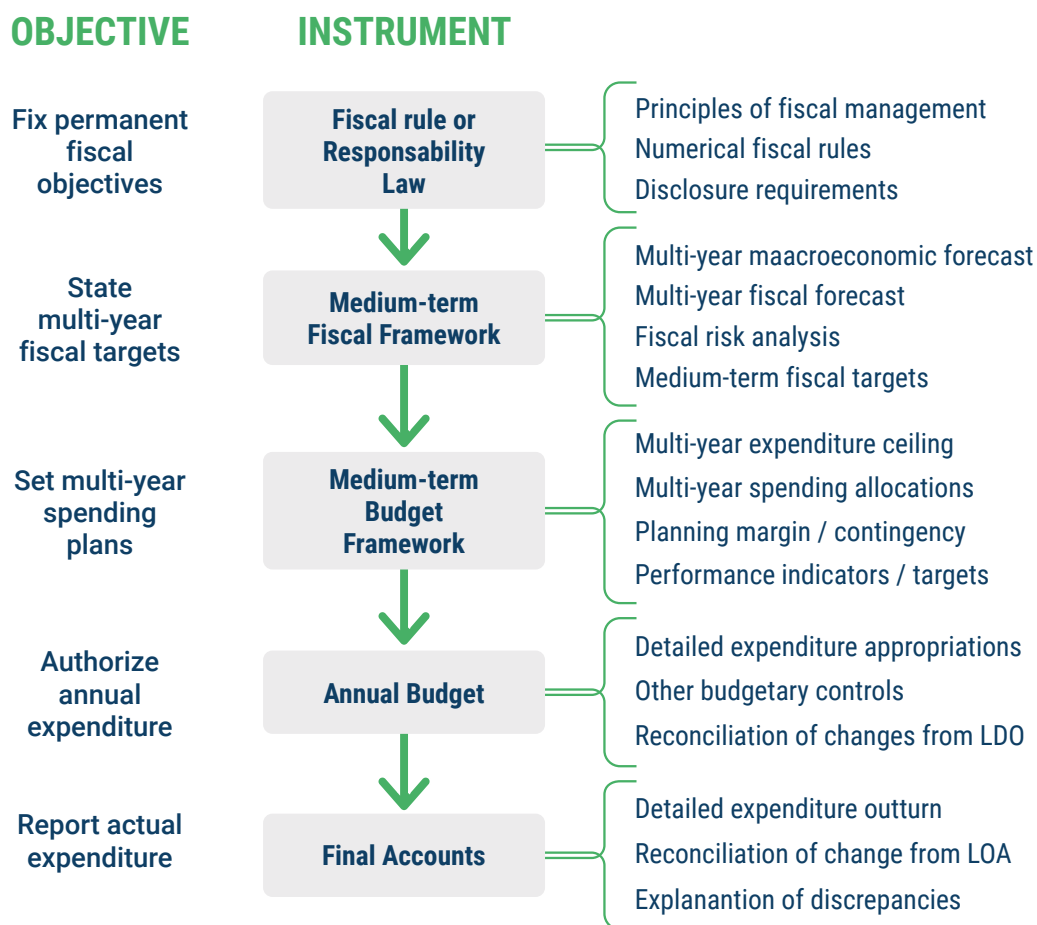 OBJECTIVE
INSTRUMENT
Fix permanent
fiscal
objectives
Fiscal rule or
Responsability
Law
Principles of fiscal management
Numerical fiscal rules
Disclosure requirements
State
multi-year
fiscal targets
Medium-term
Fiscal Framework
Multi-year maacroeconomic forecast
Multi-year fiscal forecast
Fiscal risk analysis
Medium-term fiscal targets
Set multi-year
spending
plans
Medium-term
Budget
Framework
Multi-year expenditure ceiling
Multi-year spending allocations
Planning margin / contingency
Performance indicators / targets
Authorize
annual
expenditure
Annual Budget
Detailed expenditure appropriations
Other budgetary controls
Reconciliation of changes from LDO
Report actual
expenditure
Final Accounts
Detailed expenditure outturn
Reconciliation of change from LOA
Explanantion of discrepancies